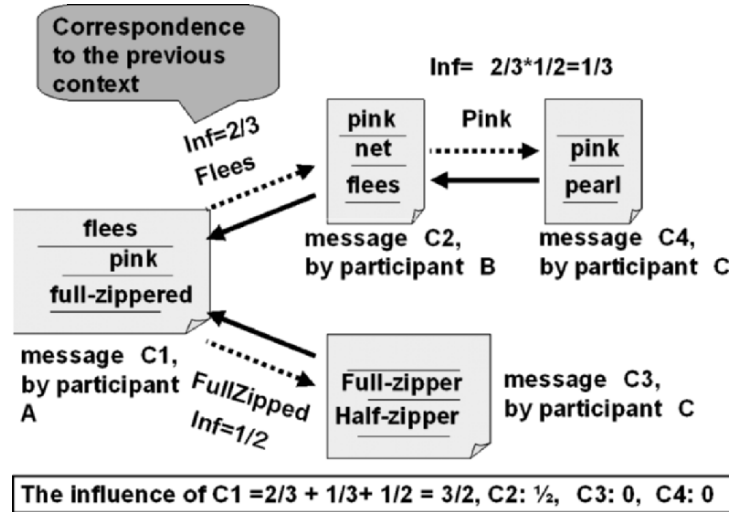 Correspondence
to the previous
context
Inf= 2/3*1/2=1/3
Inf=2/3
Flees
pink
net
flees
Pink
pink
pearl
message C2,
by participant B
message C4,
by participant C
flees
pink
full-zippered
message C1,
by participant
A
FullZipped
Inf=1/2
Full-zipper
Half-zipper
message C3,
by participant C
The influence of C1 =2/3 + 1/3+ 1/2 = 3/2, C2: ½, C3: 0, C4: 0